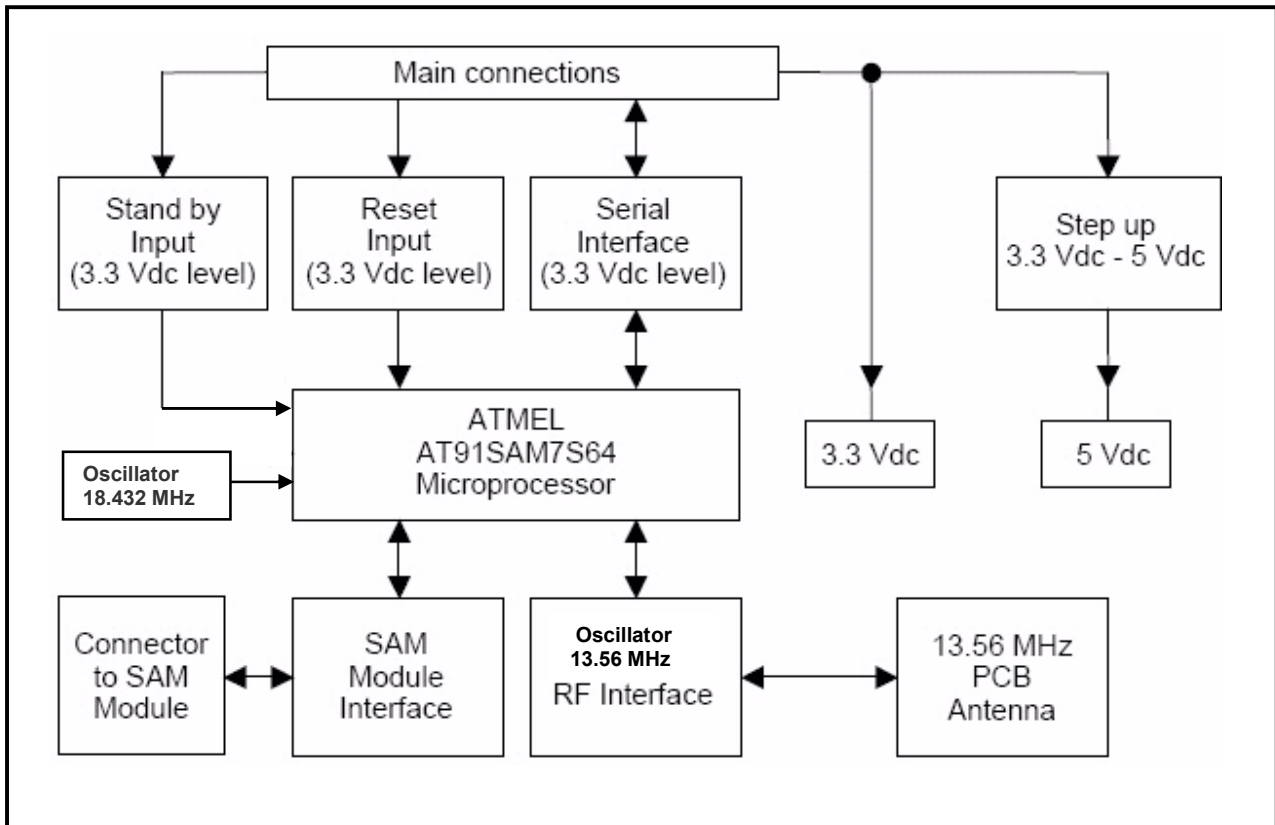 Main connections
Stand by
Input
(3.3 Vdc level)
Reset
Input
(3.3 Vdc level)
Serial
Interface
(3.3 Vdc level)
Step up
3.3 Vdc - 5 Vdc
ATMEL
AT91SAM7S64
Microprocessor
3.3 Vdc
5 Vdc
Oscillator
18.432 MHz
Connector
to SAM
Module
SAM
Module
Interface
Oscillator
13.56 MHz
RF Interface
13.56 MHz
PCB
Antenna